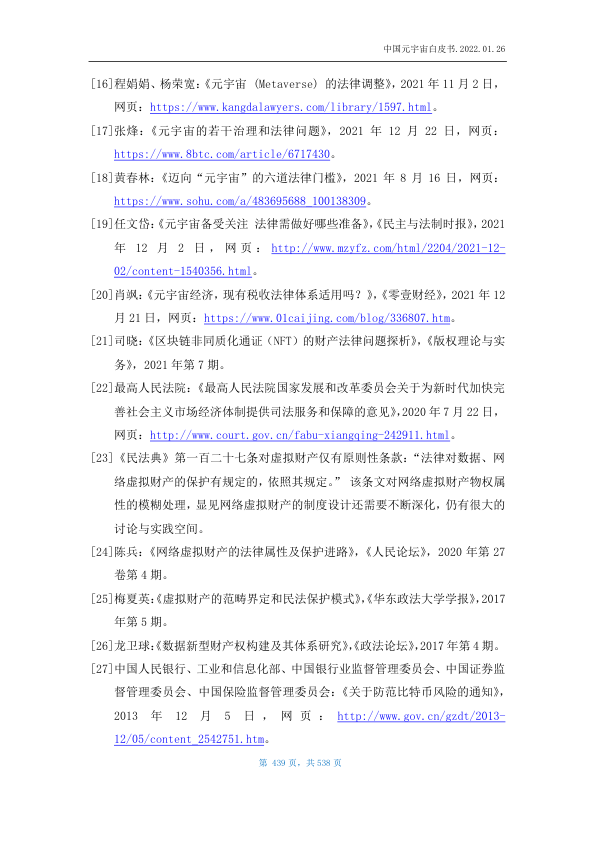 中国元宇宙白皮书.2022.01.26
[16]程娟娟、杨荣宽：《元宇宙 (Metaverse) 的法律调整》，2021 年 11 月 2 日，
网页：https://www.kangdalawyers.com/library/1597.html。
[17]张烽：《元宇宙的若干治理和法律问题》，2021 年 12 月 22 日，网页：
https://www.8btc.com/article/6717430。
[18]黄春林：《迈向“元宇宙”的六道法律门槛》，2021 年 8 月 16 日，网页：
https://www.sohu.com/a/483695688_100138309。
[19]任文岱：《元宇宙备受关注 法律需做好哪些准备》，《民主与法制时报》，2021
年 12 月 2 日，网页：http://www.mzyfz.com/html/2204/2021-12-
02/content-1540356.html。
[20]肖飒：《元宇宙经济，现有税收法律体系适用吗？》，《零壹财经》，2021 年 12
月 21 日，网页：https://www.01caijing.com/blog/336807.htm。
[21]司晓：《区块链非同质化通证（NFT）的财产法律问题探析》，《版权理论与实
务》，2021 年第 7 期。
[22]最高人民法院：《最高人民法院国家发展和改革委员会关于为新时代加快完
善社会主义市场经济体制提供司法服务和保障的意见》，2020 年 7 月 22 日，
网页：http://www.court.gov.cn/fabu-xiangqing-242911.html。
[23]《民法典》第一百二十七条对虚拟财产仅有原则性条款：“法律对数据、网
络虚拟财产的保护有规定的，依照其规定。” 该条文对网络虚拟财产物权属
性的模糊处理，显见网络虚拟财产的制度设计还需要不断深化，仍有很大的
讨论与实践空间。
[24]陈兵：《网络虚拟财产的法律属性及保护进路》，《人民论坛》，2020 年第 27
卷第 4 期。
[25]梅夏英：《虚拟财产的范畴界定和民法保护模式》，《华东政法大学学报》，2017
年第 5 期。
[26]龙卫球：《数据新型财产权构建及其体系研究》，《政法论坛》，2017 年第 4 期。
[27]中国人民银行、工业和信息化部、中国银行业监督管理委员会、中国证券监
督管理委员会、中国保险监督管理委员会：《关于防范比特币风险的通知》，
2013 年 12 月 5 日，网页：http://www.gov.cn/gzdt/2013-
12/05/content_2542751.htm。
第 439 页，共 538 页